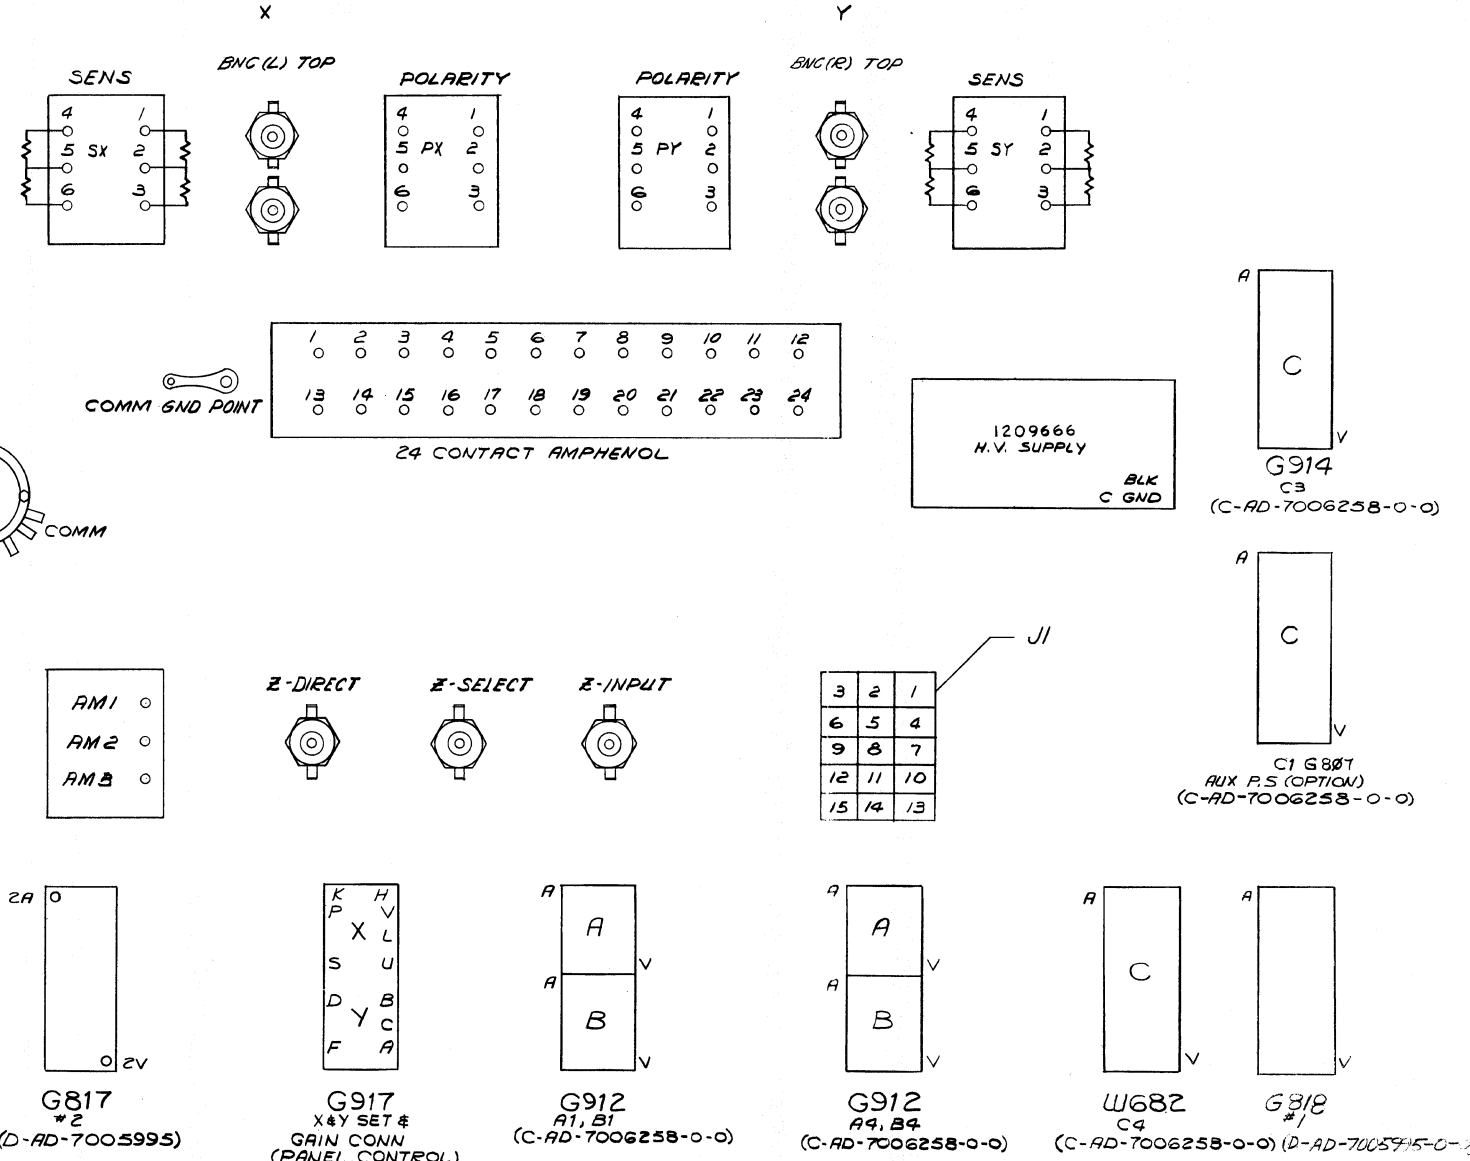 X
Y
SENS
BNC (L) TOP
POLARITY
POLARITY
BNC (R) TOP
SENS
4 1
5 SX 2
6 3
4 1
5 PX 2
6 3
4 1
5 PY 2
6 3
4 1
5 SY 2
6 3
1 2 3 4 5 6 7 8 9 10 11 12
13 14 15 16 17 18 19 20 21 22 23 24
24 CONTACT AMPHENOL
COMM GND POINT
COMM
1209666
H.V. SUPPLY
BLK
C GND
A
C
V
G914
C3
(C-AD-7006258-0-0)
A
C
V
C1 G807
AUX P.S (OPTION)
(C-AD-7006258-0-0)
AM1
AM2
AM3
Z-DIRECT
Z-SELECT
Z-INPUT
J1
3 2 1
6 5 4
9 8 7
12 11 10
15 14 13
2A
2V
G817
#2
(D-AD-7005995)
K H
P V
X L
S U
D B
Y C
F A
G917
X&Y SET &
GAIN CONN
(PANEL CONTROL)
A
A
V
A
B
V
G912
A1, B1
(C-AD-7006258-0-0)
A
A
V
A
B
V
G912
A4, B4
(C-AD-7006258-0-0)
A
C
V
W682
C4
(C-AD-7006258-0-0)
A
V
G818
#1
(D-AD-7005995-0-0